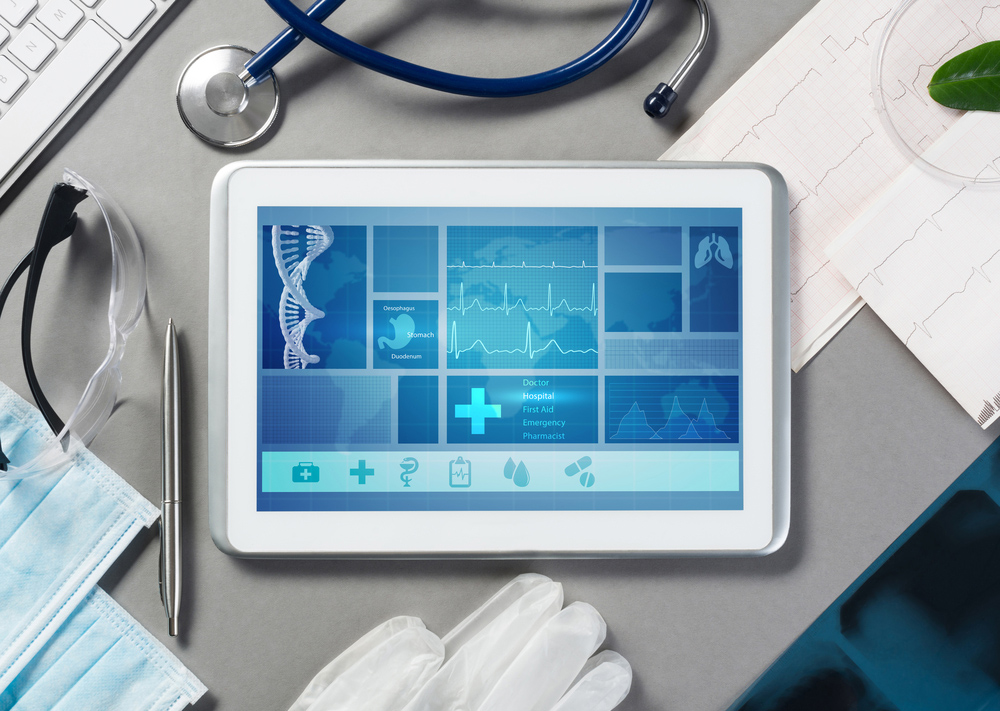 W
N
B
Oesophagus
Stomach
Duodenum
Doctor
Hospital
First Aid
Emergency
Pharmacist